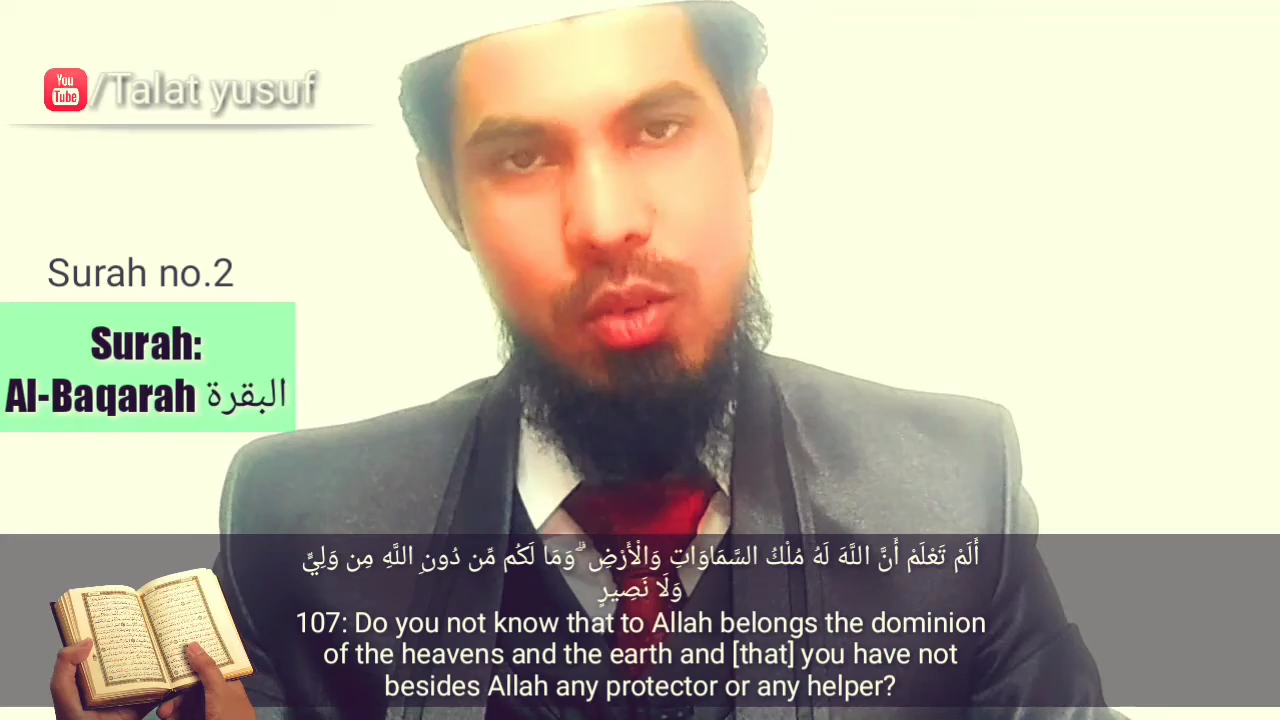 You
Tube
/Talat yusuf
Surah no.2
Surah:
Al-Baqarah البقرة
أَلَمْ تَعْلَمْ أَنَّ اللَّهَ لَهُ مُلْكُ السَّمَاوَاتِ وَالْأَرْضِ ۗ وَمَا لَكُم مِّن دُونِ اللَّهِ مِن وَلِيٍّ
وَلَا نَصِيرٍ
107: Do you not know that to Allah belongs the dominion
of the heavens and the earth and [that] you have not
besides Allah any protector or any helper?